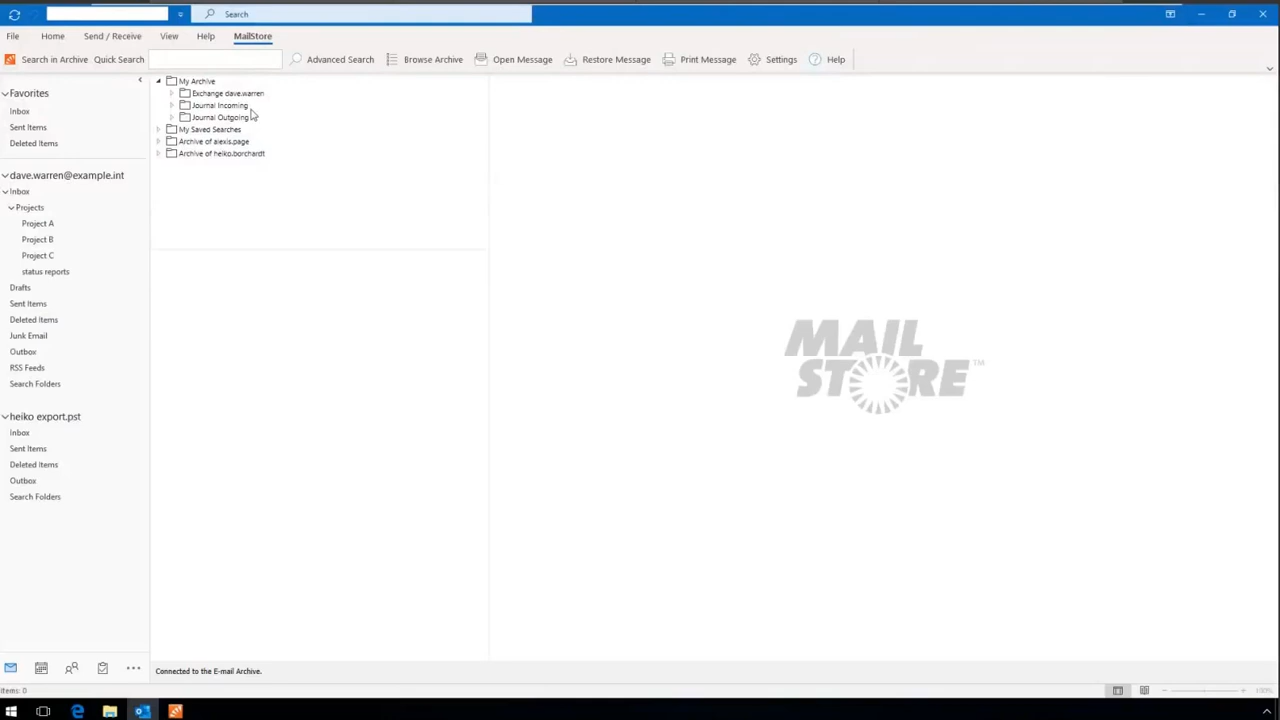 Search
File Home Send / Receive View Help MailStore
Search in Archive Quick Search Advanced Search Browse Archive Open Message Restore Message Print Message Settings Help
Favorites
Inbox
Sent Items
Deleted Items
dave.warren@example.int
Inbox
Projects
Project A
Project B
Project C
status reports
Drafts
Sent Items
Deleted Items
Junk Email
Outbox
RSS Feeds
Search Folders
heiko export.pst
Inbox
Sent Items
Deleted Items
Outbox
Search Folders
My Archive
Exchange dave.warren
Journal Incoming
Journal Outgoing
My Saved Searches
Archive of alexis.page
Archive of heiko.borchardt
MAIL
STORE™
Connected to the E-mail Archive.
Items: 0
100%